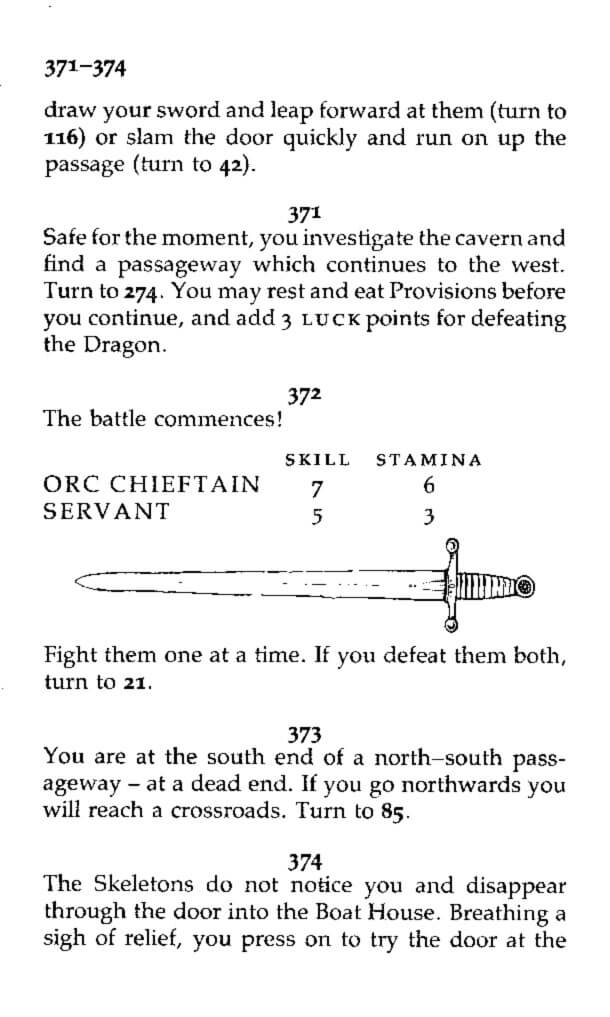 371–374
draw your sword and leap forward at them (turn to
116) or slam the door quickly and run on up the
passage (turn to 42).
371
Safe for the moment, you investigate the cavern and
find a passageway which continues to the west.
Turn to 274. You may rest and eat Provisions before
you continue, and add 3 LUCK points for defeating
the Dragon.
372
The battle commences!
SKILL STAMINA
ORC CHIEFTAIN 7 6
SERVANT 5 3
Fight them one at a time. If you defeat them both,
turn to 21.
373
You are at the south end of a north–south pass-
ageway – at a dead end. If you go northwards you
will reach a crossroads. Turn to 85.
374
The Skeletons do not notice you and disappear
through the door into the Boat House. Breathing a
sigh of relief, you press on to try the door at the